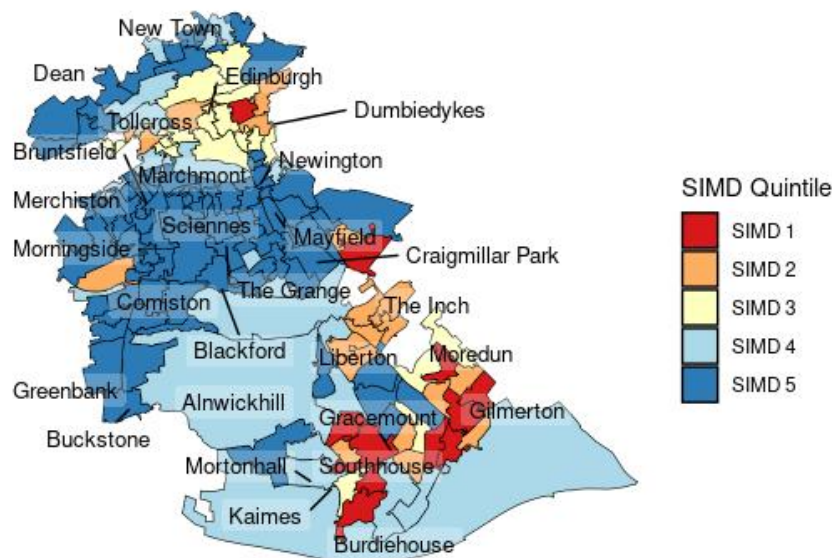 New Town
Dean
Edinburgh
Tollcross
Dumbiedykes
Bruntsfield
Newington
Marchmont
Merchiston
Sciennes
Morningside
Mayfield
Craigmillar Park
The Grange
Comiston
The Inch
Blackford
Liberton
Moredun
Greenbank
Alnwickhill
Gilmerton
Gracemount
Buckstone
Mortonhall
Southhouse
Kaimes
Burdiehouse
SIMD Quintile
SIMD 1
SIMD 2
SIMD 3
SIMD 4
SIMD 5